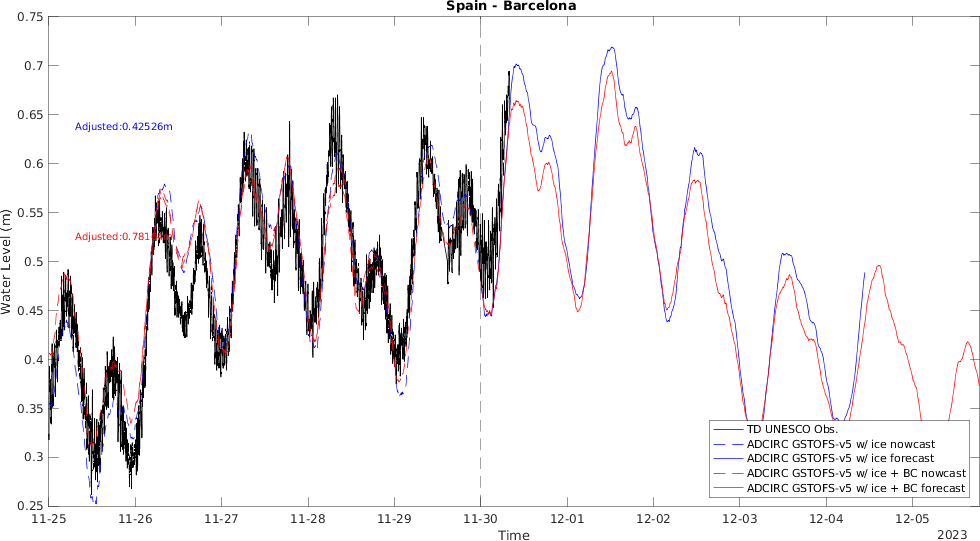 Spain - Barcelona
0.75
0.7
0.65
0.6
0.55
0.5
0.45
0.4
0.35
0.3
0.25
Water Level (m)
Adjusted:0.42526m
11-25
11-26
11-27
11-28
11-29
11-30
12-01
12-02
12-03
12-04
12-05
Time
2023
TD UNESCO Obs.
ADCIRC GSTOFS-v5 w/ ice nowcast
ADCIRC GSTOFS-v5 w/ ice forecast
ADCIRC GSTOFS-v5 w/ ice + BC nowcast
ADCIRC GSTOFS-v5 w/ ice + BC forecast